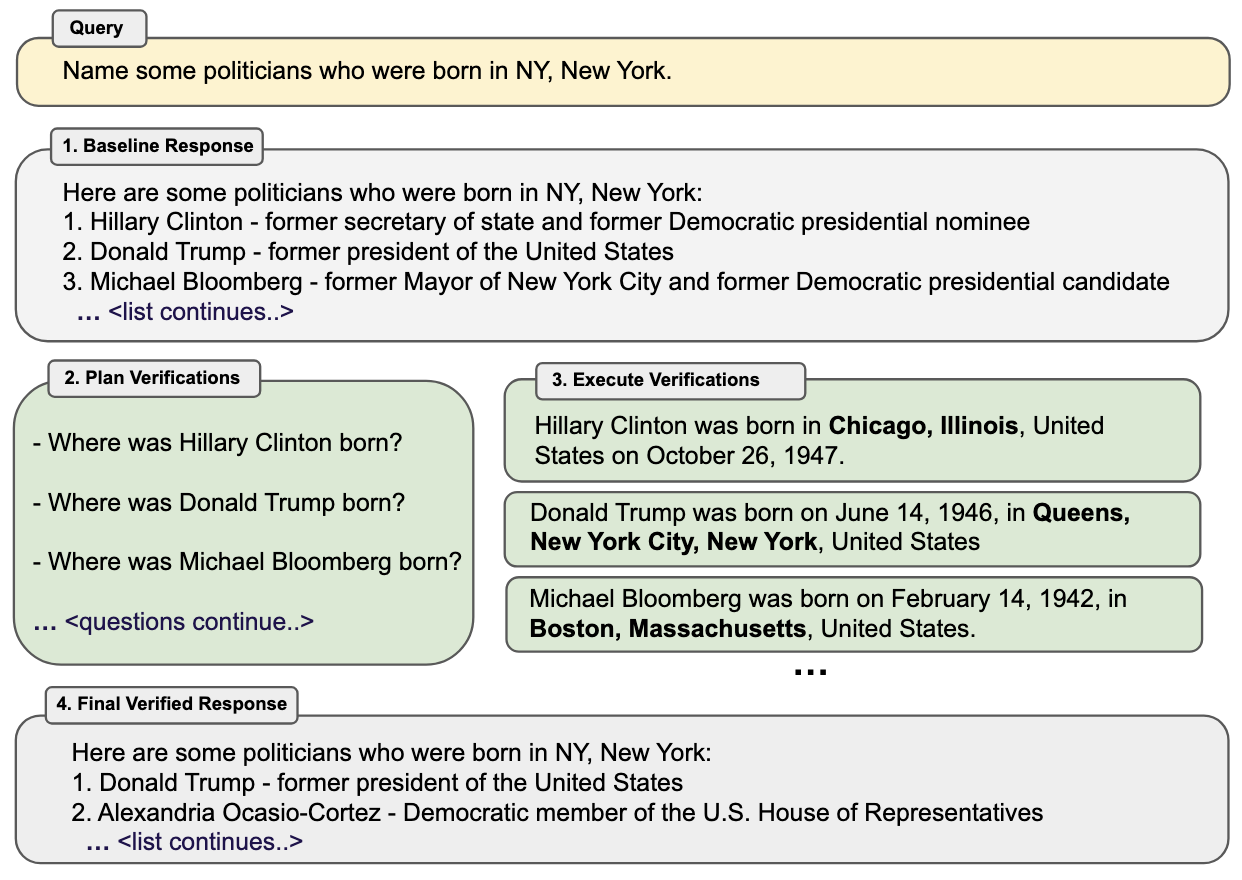 Query
Name some politicians who were born in NY, New York.
1. Baseline Response
Here are some politicians who were born in NY, New York:
1. Hillary Clinton - former secretary of state and former Democratic presidential nominee
2. Donald Trump - former president of the United States
3. Michael Bloomberg - former Mayor of New York City and former Democratic presidential candidate
... <list continues..>
2. Plan Verifications
- Where was Hillary Clinton born?
- Where was Donald Trump born?
- Where was Michael Bloomberg born?
... <questions continue..>
3. Execute Verifications
Hillary Clinton was born in Chicago, Illinois, United
States on October 26, 1947.
Donald Trump was born on June 14, 1946, in Queens,
New York City, New York, United States
Michael Bloomberg was born on February 14, 1942, in
Boston, Massachusetts, United States.
...
4. Final Verified Response
Here are some politicians who were born in NY, New York:
1. Donald Trump - former president of the United States
2. Alexandria Ocasio-Cortez - Democratic member of the U.S. House of Representatives
... <list continues..>